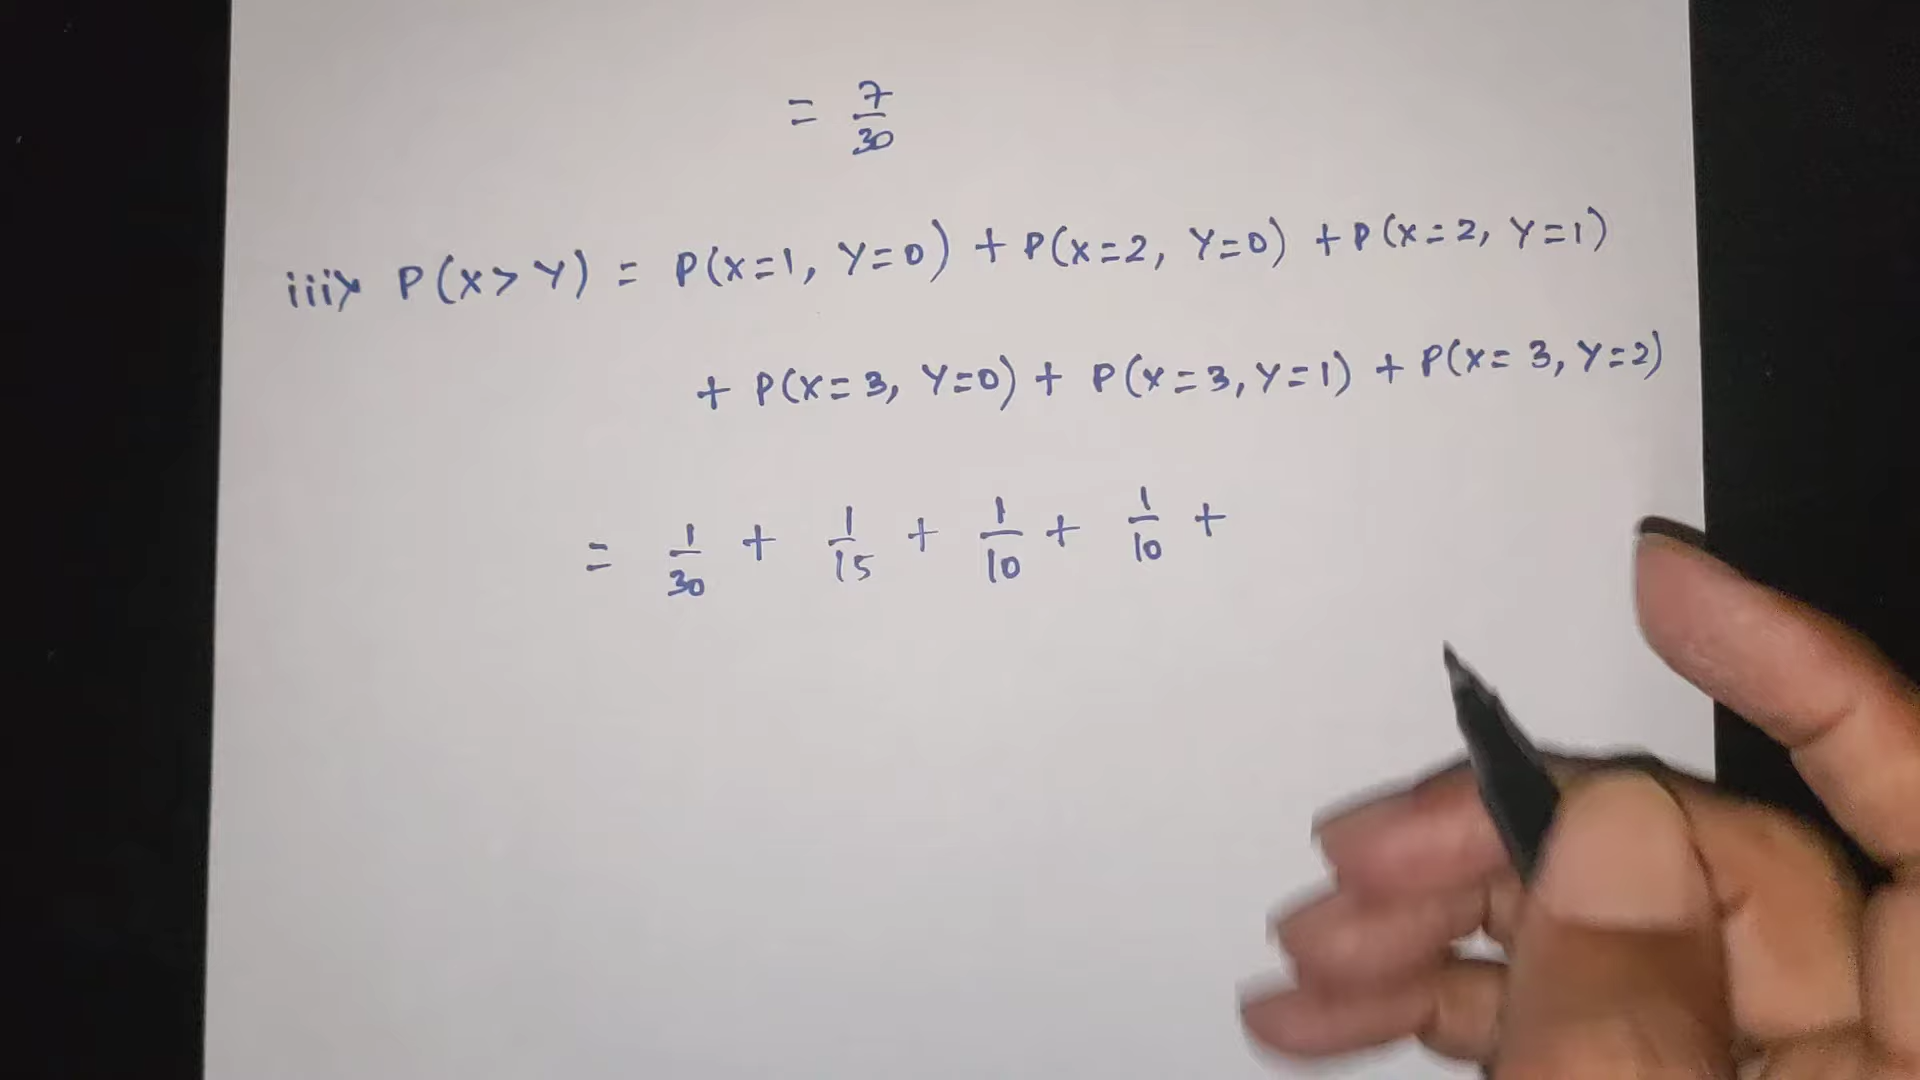 = 7/30
iii> P(X > Y) = P(X=1, Y=0) + P(X=2, Y=0) + P(X=2, Y=1)
+ P(X=3, Y=0) + P(X=3, Y=1) + P(X=3, Y=2)
= 1/30 + 1/15 + 1/10 + 1/10 +